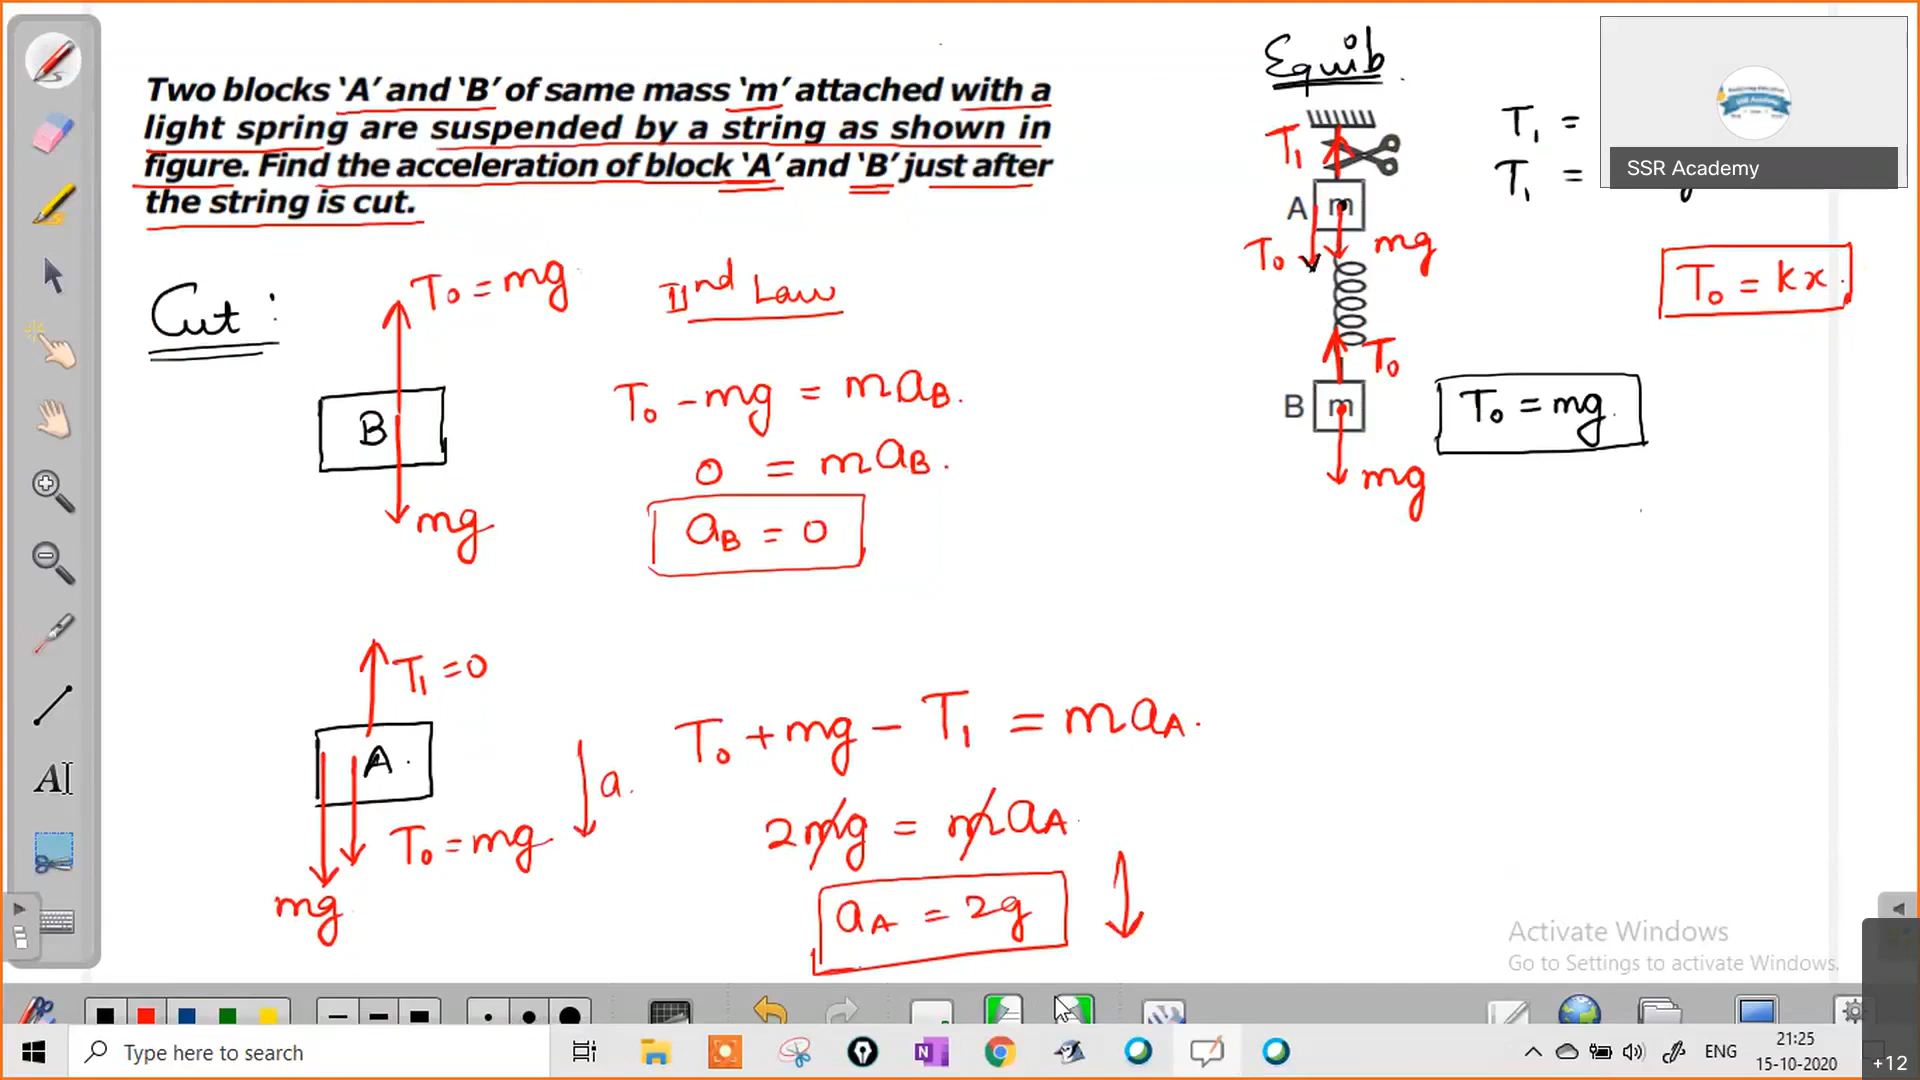 Two blocks ‘A’ and ‘B’ of same mass ‘m’ attached with a
light spring are suspended by a string as shown in
figure. Find the acceleration of block ‘A’ and ‘B’ just after
the string is cut.
Equib
T₁ =
T₁ =
SSR Academy
T₁
A m
T₀ mg
T₀ = kx
T₀
B m
T₀ = mg
mg
Cut :
T₀ = mg
IInd Law
B
mg
T₀ - mg = maB.
0 = maB.
aB = 0
T₁ = 0
A
T₀ = mg
mg
a.
T₀ + mg - T₁ = maA.
2mg = maA
aA = 2g
Activate Windows
Go to Settings to activate Windows.
Type here to search
ENG
21:25
15-10-2020
+12